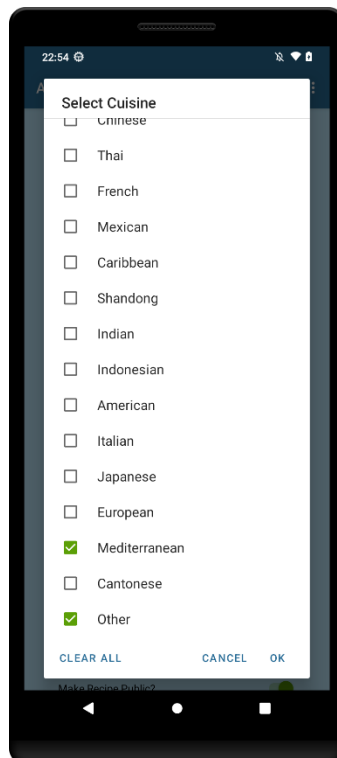 22:54
A
Select Cuisine
Chinese
Thai
French
Mexican
Caribbean
Shandong
Indian
Indonesian
American
Italian
Japanese
European
Mediterranean
Cantonese
Other
CLEAR ALL CANCEL OK
Make Recipe Public?